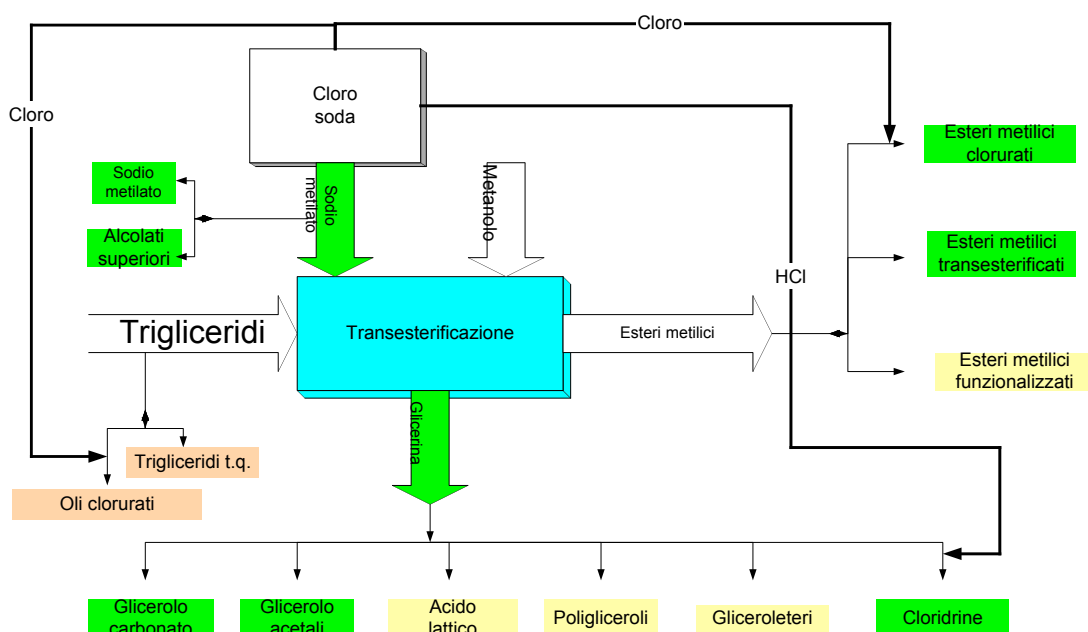 Cloro
Cloro
Cloro
soda
Esteri metilici
clorurati
Sodio
metilato
Sodio
metilato
Metanolo
Alcolati
superiori
Esteri metilici
transesterificati
HCl
Trigliceridi
Transesterificazione
Esteri metilici
Esteri metilici
funzionalizzati
Glicerina
Trigliceridi t.q.
Oli clorurati
Glicerolo
carbonato
Glicerolo
acetali
Acido
lattico
Poligliceroli
Gliceroleteri
Cloridrine